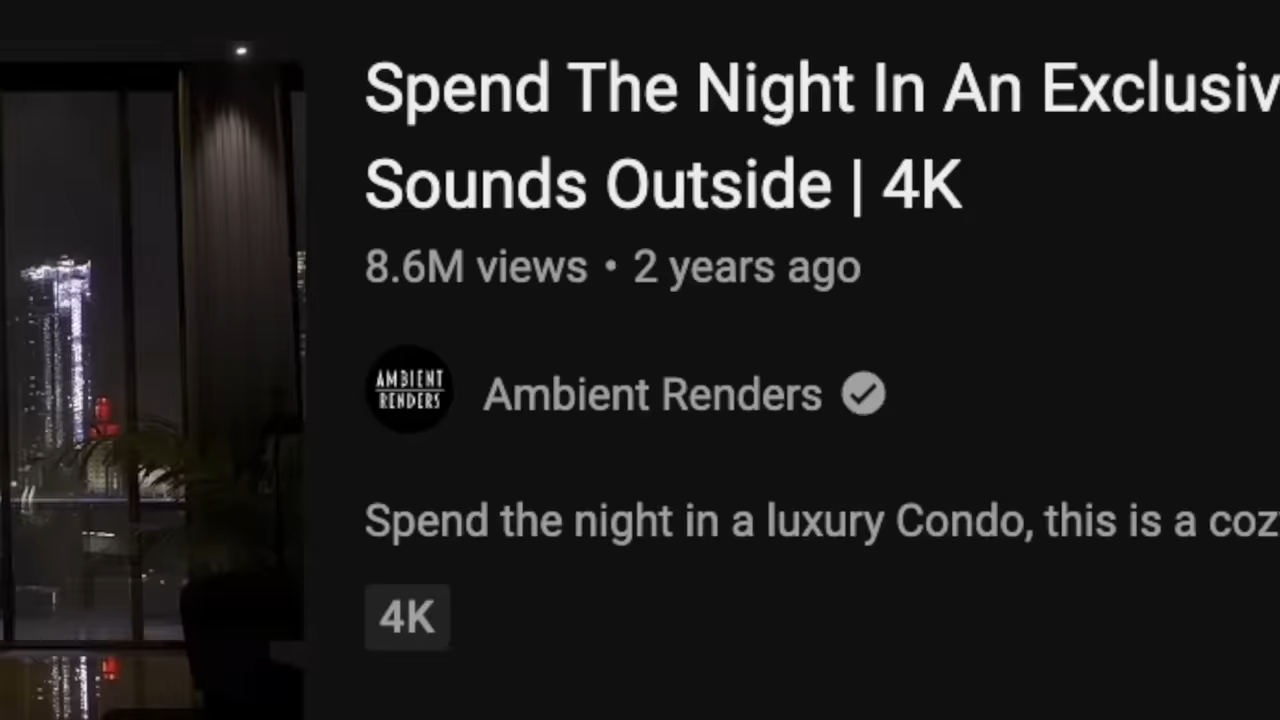 Spend The Night In An Exclusiv
Sounds Outside | 4K
8.6M views • 2 years ago
AMBIENT
RENDERS
Ambient Renders
Spend the night in a luxury Condo, this is a coz
4K